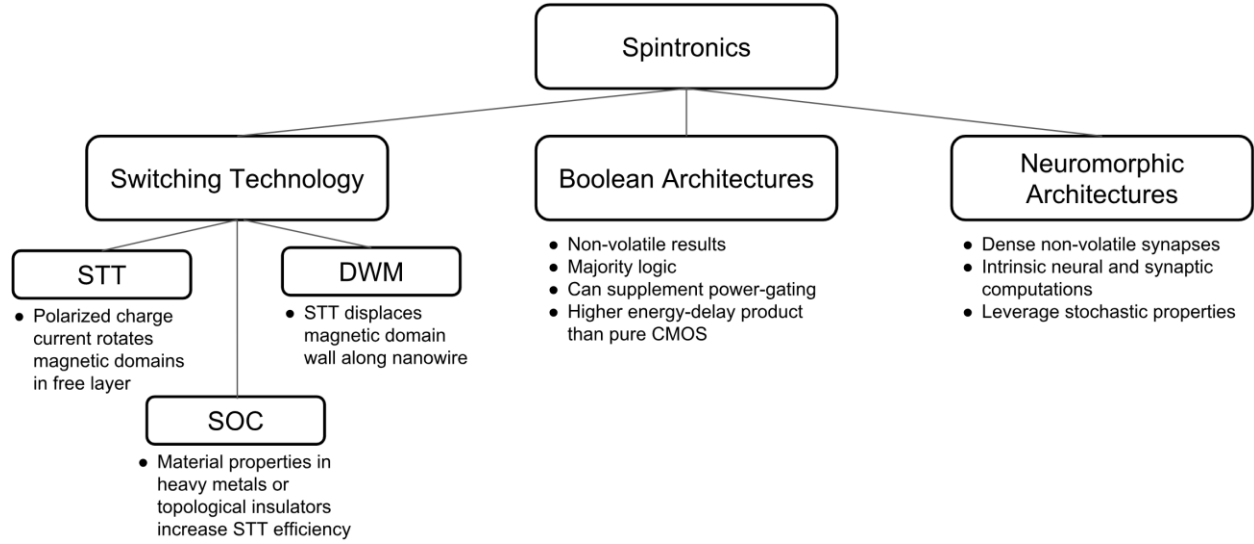 Spintronics
Switching Technology
Boolean Architectures
Neuromorphic
Architectures
STT
● Polarized charge
current rotates
magnetic domains
in free layer
DWM
● STT displaces
magnetic domain
wall along nanowire
SOC
● Material properties in
heavy metals or
topological insulators
increase STT efficiency
● Non-volatile results
● Majority logic
● Can supplement power-gating
● Higher energy-delay product
than pure CMOS
● Dense non-volatile synapses
● Intrinsic neural and synaptic
computations
● Leverage stochastic properties